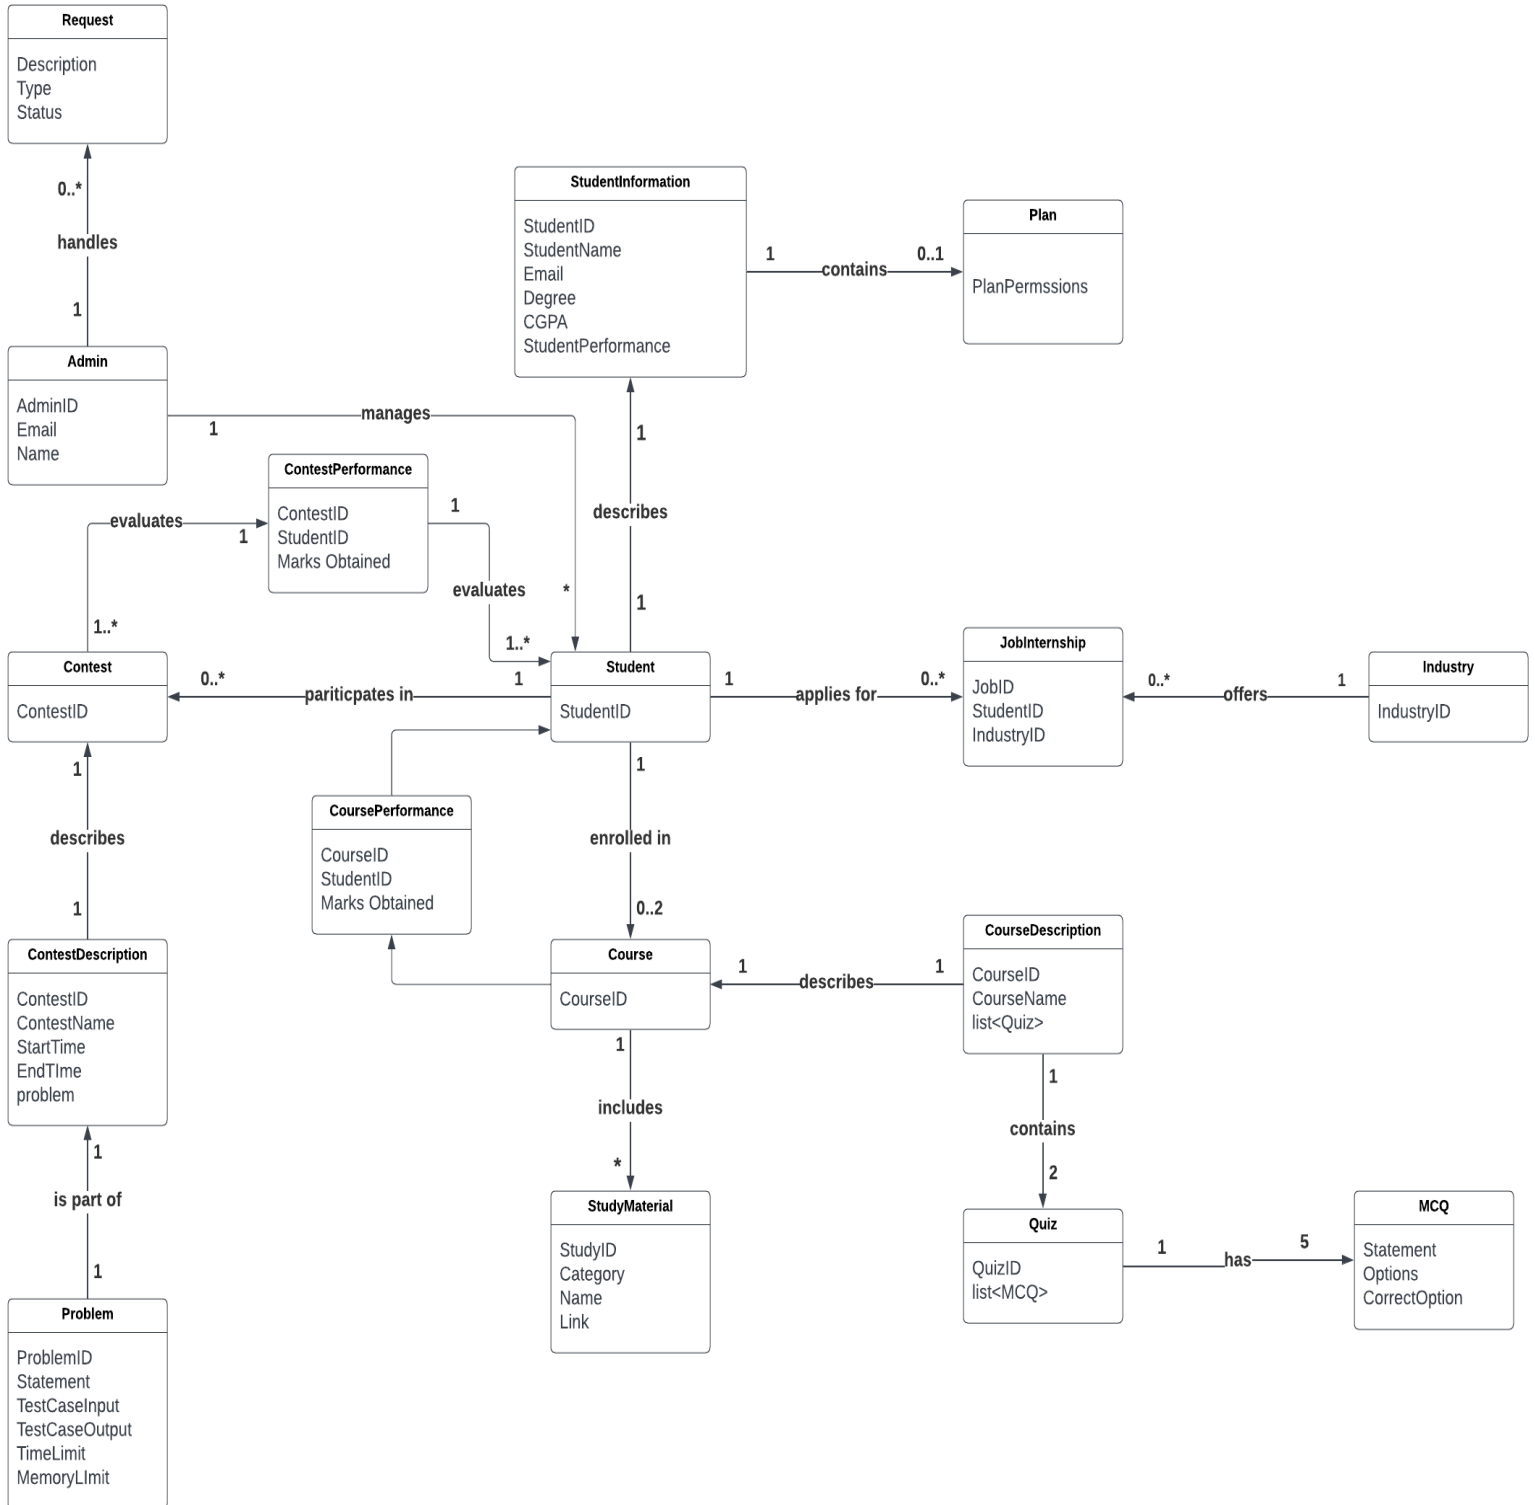 Request
Description
Type
Status
0..*
handles
1
Admin
AdminID
Email
Name
StudentInformation
StudentID
StudentName
Email
Degree
CGPA
StudentPerformance
1
contains
0..1
Plan
PlanPermssions
1
manages
*
1
describes
1
ContestPerformance
ContestID
StudentID
Marks Obtained
evaluates
1
1..*
1
evaluates
1..*
Contest
ContestID
0..*
pariticpates in
1
Student
StudentID
1
applies for
0..*
JobInternship
JobID
StudentID
IndustryID
0..*
offers
1
Industry
IndustryID
1
describes
1
CoursePerformance
CourseID
StudentID
Marks Obtained
1
enrolled in
0..2
ContestDescription
ContestID
ContestName
StartTime
EndTIme
problem
Course
CourseID
1
describes
1
CourseDescription
CourseID
CourseName
list<Quiz>
1
is part of
1
1
includes
*
1
contains
2
Problem
ProblemID
Statement
TestCaseInput
TestCaseOutput
TimeLimit
MemoryLImit
StudyMaterial
StudyID
Category
Name
Link
Quiz
QuizID
list<MCQ>
1
has
5
MCQ
Statement
Options
CorrectOption